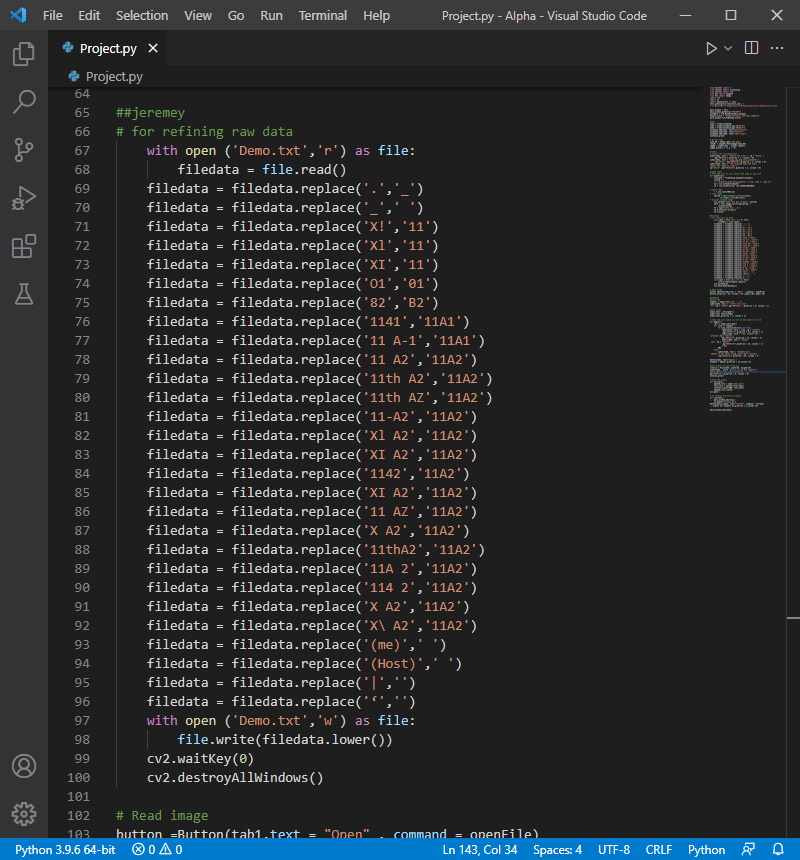 File Edit Selection View Go Run Terminal Help Project.py - Alpha - Visual Studio Code
Project.py
Project.py
64
65 ##jeremey
66 # for refining raw data
67 with open ('Demo.txt','r') as file:
68 filedata = file.read()
69 filedata = filedata.replace('.','_')
70 filedata = filedata.replace('_',' ')
71 filedata = filedata.replace('X!','11')
72 filedata = filedata.replace('Xl','11')
73 filedata = filedata.replace('XI','11')
74 filedata = filedata.replace('O1','01')
75 filedata = filedata.replace('82','B2')
76 filedata = filedata.replace('1141','11A1')
77 filedata = filedata.replace('11 A-1','11A1')
78 filedata = filedata.replace('11 A2','11A2')
79 filedata = filedata.replace('11th A2','11A2')
80 filedata = filedata.replace('11th AZ','11A2')
81 filedata = filedata.replace('11-A2','11A2')
82 filedata = filedata.replace('Xl A2','11A2')
83 filedata = filedata.replace('XI A2','11A2')
84 filedata = filedata.replace('1142','11A2')
85 filedata = filedata.replace('XI A2','11A2')
86 filedata = filedata.replace('11 AZ','11A2')
87 filedata = filedata.replace('X A2','11A2')
88 filedata = filedata.replace('11thA2','11A2')
89 filedata = filedata.replace('11A 2','11A2')
90 filedata = filedata.replace('114 2','11A2')
91 filedata = filedata.replace('X A2','11A2')
92 filedata = filedata.replace('X\ A2','11A2')
93 filedata = filedata.replace('(me)',' ')
94 filedata = filedata.replace('(Host)',' ')
95 filedata = filedata.replace('|','')
96 filedata = filedata.replace('‘','')
97 with open ('Demo.txt','w') as file:
98 file.write(filedata.lower())
99 cv2.waitKey(0)
100 cv2.destroyAllWindows()
101
102 # Read image
103 button =Button(tab1,text = "Open" , command = openFile)
Python 3.9.6 64-bit 0 0 Ln 143, Col 34 Spaces: 4 UTF-8 CRLF Python